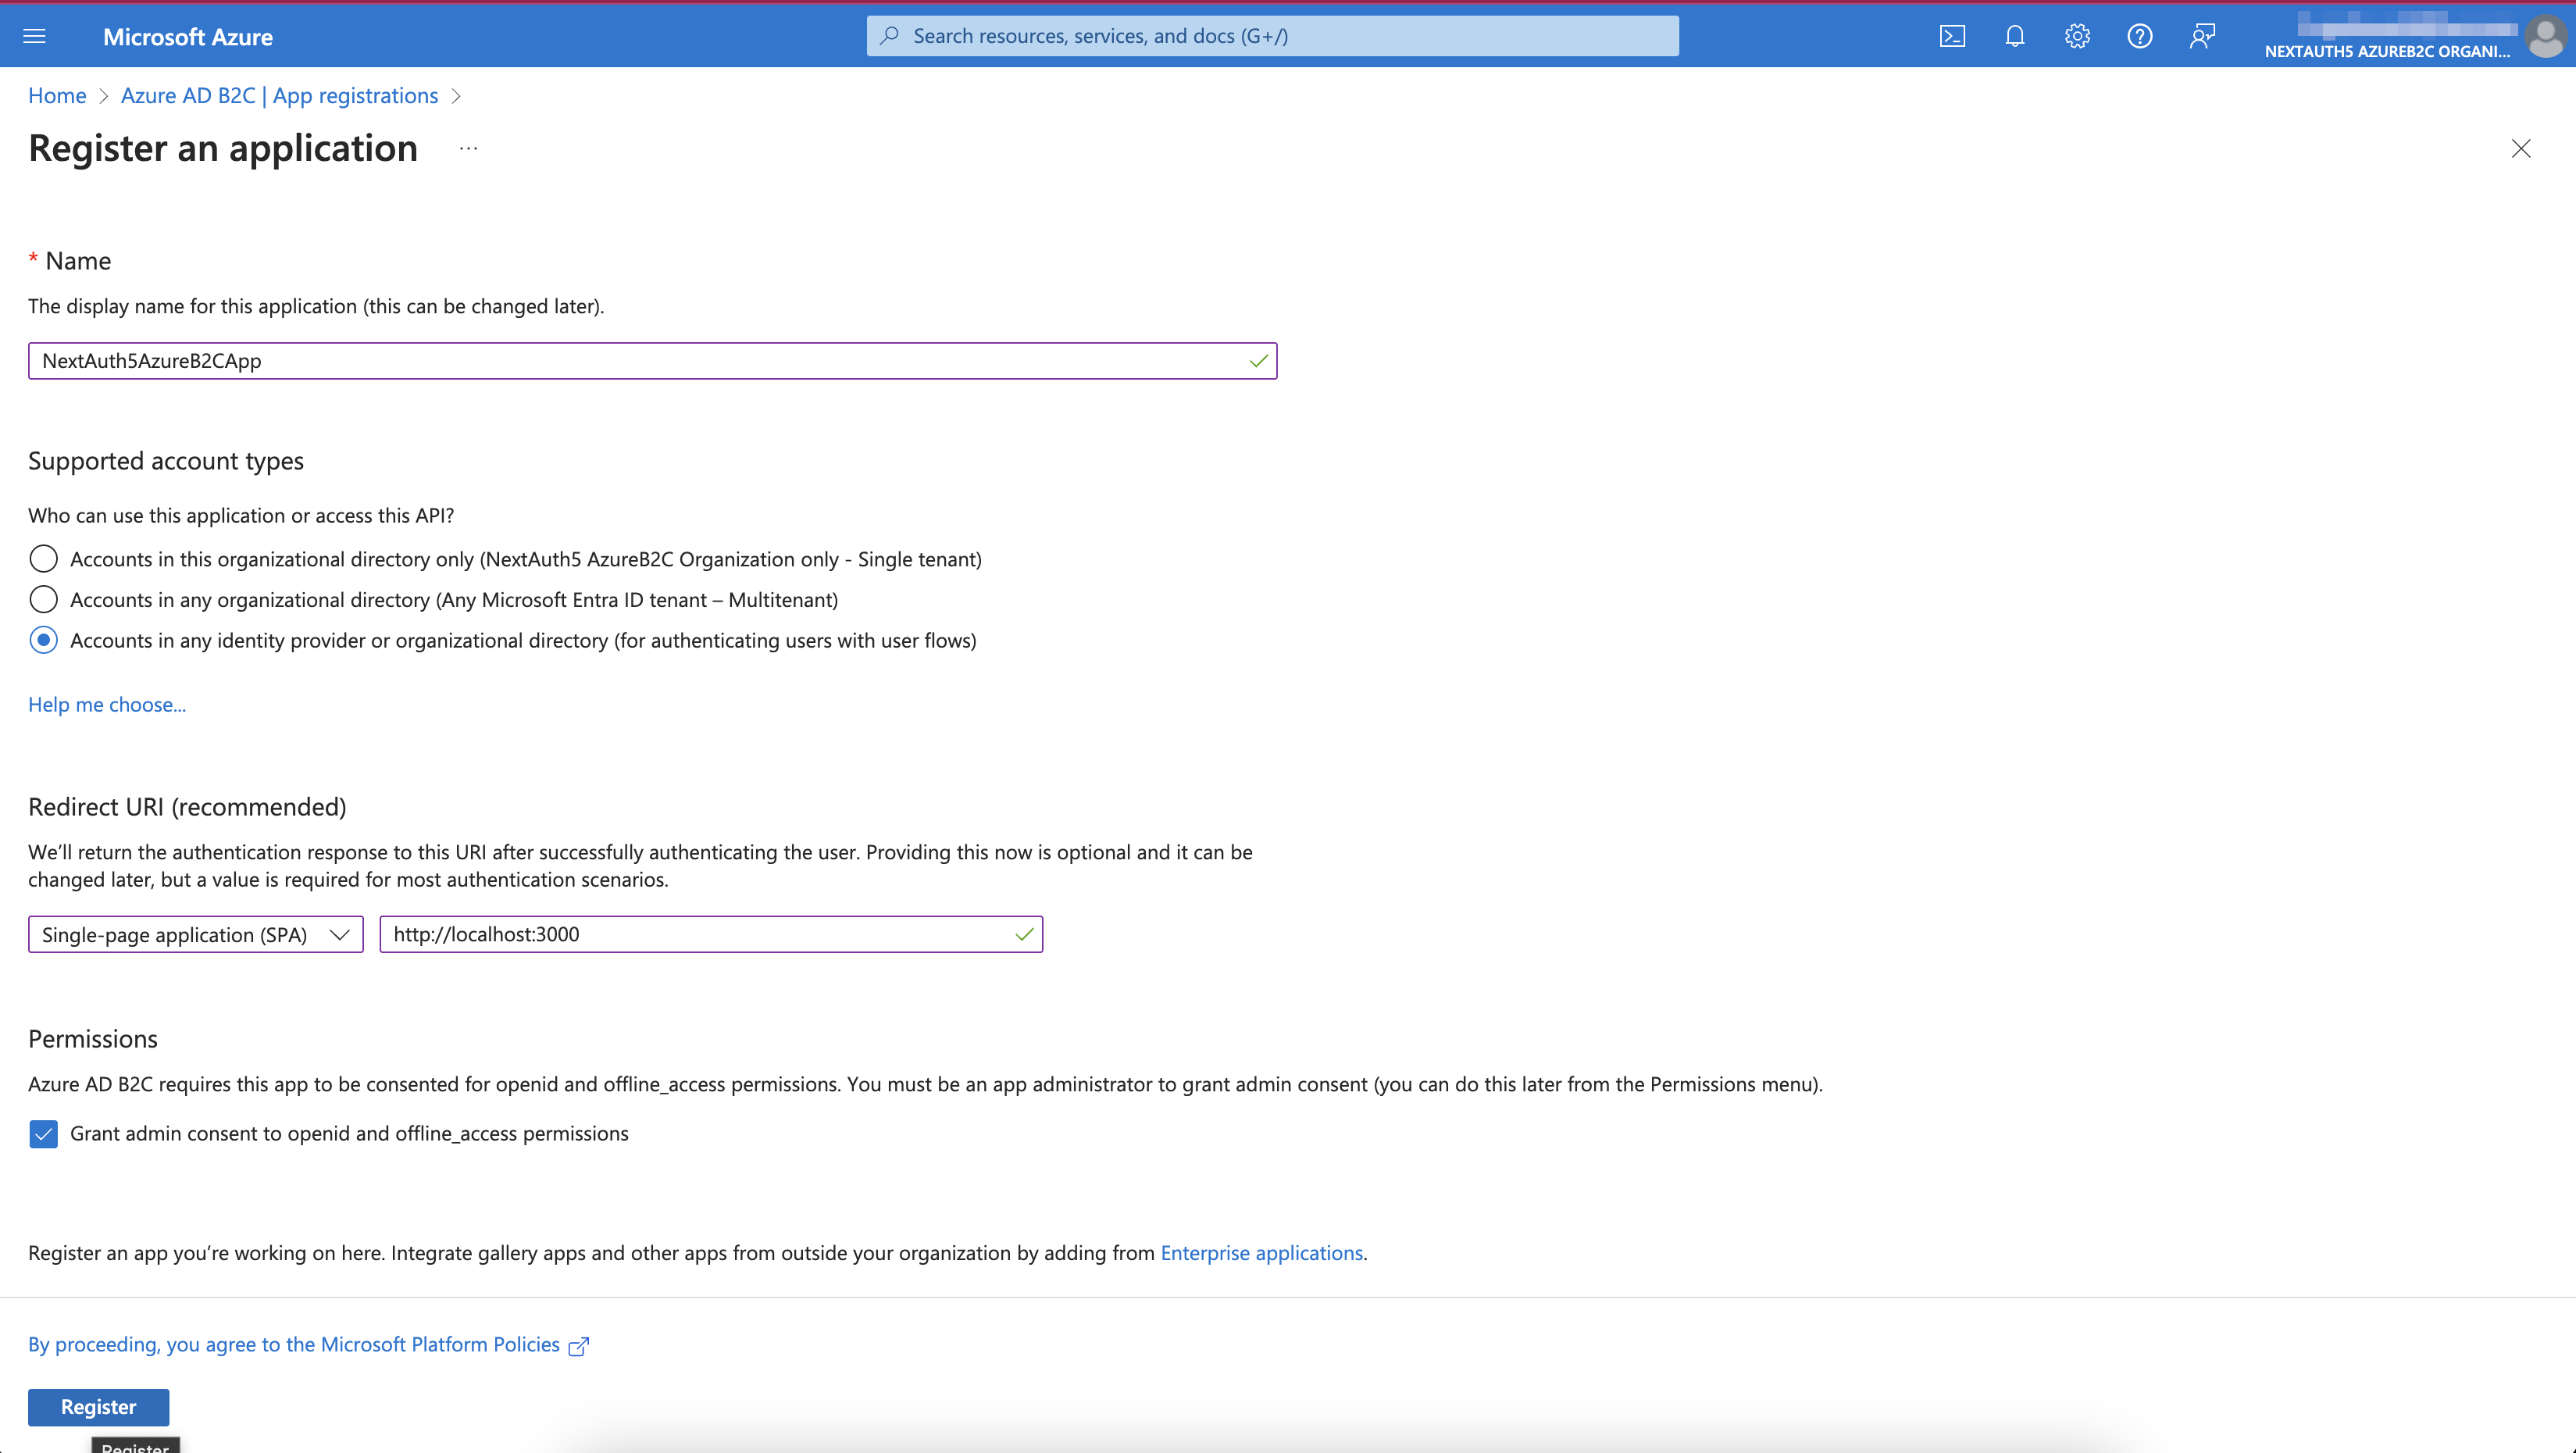 Microsoft Azure
Search resources, services, and docs (G+/)
NEXTAUTH5 AZUREB2C ORGANI...
Home > Azure AD B2C | App registrations >
Register an application ...
* Name
The display name for this application (this can be changed later).
NextAuth5AzureB2CApp
Supported account types
Who can use this application or access this API?
Accounts in this organizational directory only (NextAuth5 AzureB2C Organization only - Single tenant)
Accounts in any organizational directory (Any Microsoft Entra ID tenant – Multitenant)
Accounts in any identity provider or organizational directory (for authenticating users with user flows)
Help me choose...
Redirect URI (recommended)
We’ll return the authentication response to this URI after successfully authenticating the user. Providing this now is optional and it can be
changed later, but a value is required for most authentication scenarios.
Single-page application (SPA) http://localhost:3000
Permissions
Azure AD B2C requires this app to be consented for openid and offline_access permissions. You must be an app administrator to grant admin consent (you can do this later from the Permissions menu).
Grant admin consent to openid and offline_access permissions
Register an app you’re working on here. Integrate gallery apps and other apps from outside your organization by adding from Enterprise applications.
By proceeding, you agree to the Microsoft Platform Policies
Register
Register